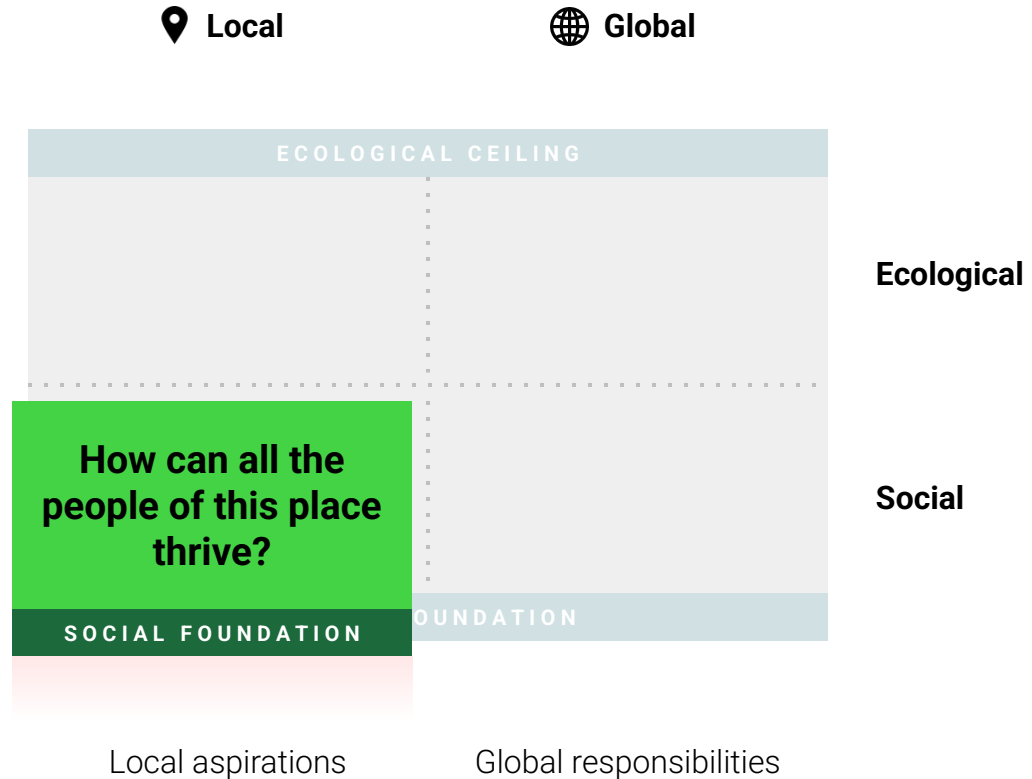 Local
Global
ECOLOGICAL CEILING
Ecological
How can all the
people of this place
thrive?
Social
SOCIAL FOUNDATION
OUNDATION
Local aspirations
Global responsibilities